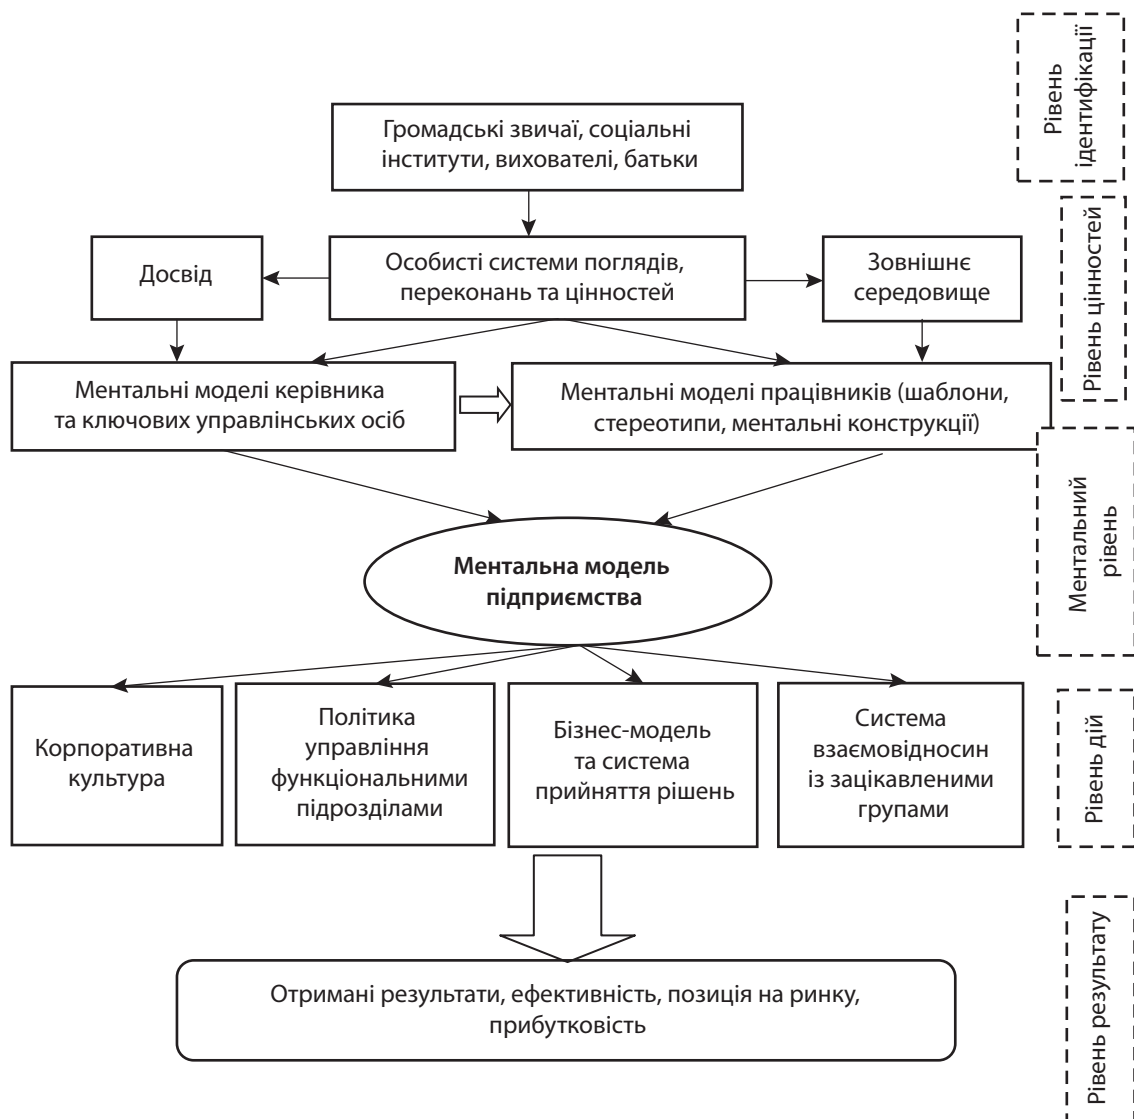 Рівень
ідентифікації
Громадські звичаї, соціальні
інститути, вихователі, батьки
Рівень цінностей
Досвід
Особисті системи поглядів,
переконань та цінностей
Зовнішнє
середовище
Ментальні моделі керівника
та ключових управлінських осіб
Ментальні моделі працівників (шаблони,
стереотипи, ментальні конструкції)
Ментальний
рівень
Ментальна модель
підприємства
Корпоративна
культура
Політика
управління
функціональними
підрозділами
Бізнес-модель
та система
прийняття рішень
Система
взаємовідносин
із зацікавленими
групами
Рівень дій
Отримані результати, ефективність, позиція на ринку,
прибутковість
Рівень результату